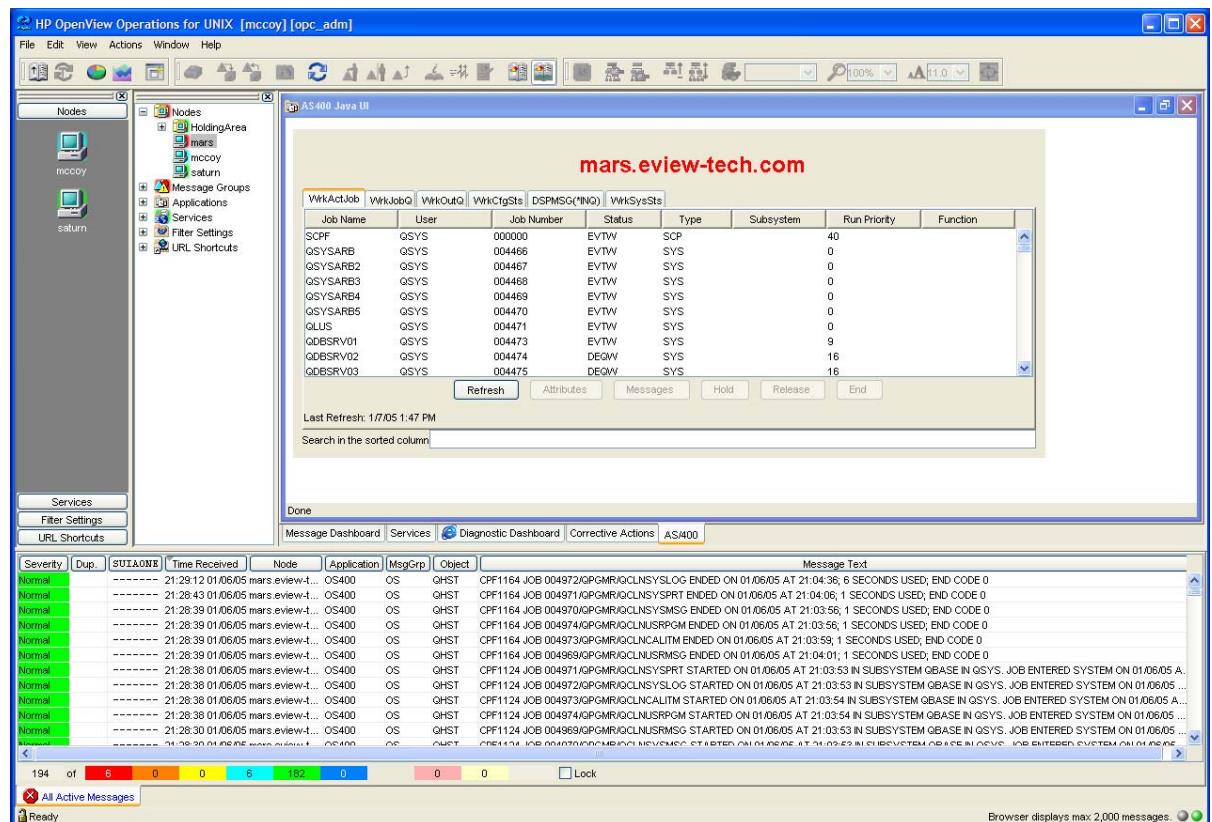 HP OpenView Operations for UNIX [mccoy] [opc_adm]
File Edit View Actions Window Help
100% 11.0
Nodes
mccoy
saturn
Services
Filter Settings
URL Shortcuts
Nodes
HoldingArea
mars
mccoy
saturn
Message Groups
Applications
Services
Filter Settings
URL Shortcuts
AS400 Java UI
mars.eview-tech.com
WrkActJob WrkJobQ WrkOutQ WrkCfgSts DSPMSG(*INQ) WrkSysSts
Job Name User Job Number Status Type Subsystem Run Priority Function
SCPF QSYS 000000 EVTW SCP 40
QSYSARB QSYS 004466 EVTW SYS 0
QSYSARB2 QSYS 004467 EVTW SYS 0
QSYSARB3 QSYS 004468 EVTW SYS 0
QSYSARB4 QSYS 004469 EVTW SYS 0
QSYSARB5 QSYS 004470 EVTW SYS 0
QLUS QSYS 004471 EVTW SYS 0
QDBSRV01 QSYS 004473 EVTW SYS 9
QDBSRV02 QSYS 004474 DEQW SYS 16
QDBSRV03 QSYS 004475 DEQW SYS 16
Refresh Attributes Messages Hold Release End
Last Refresh: 1/7/05 1:47 PM
Search in the sorted column
Done
Message Dashboard Services Diagnostic Dashboard Corrective Actions AS/400
Severity Dup. SUIAONE Time Received Node Application MsgGrp Object Message Text
Normal ------- 21:29:12 01/06/05 mars.eview-t... OS400 OS QHST CPF1164 JOB 004972/QPGMR/QCLNSYSLOG ENDED ON 01/06/05 AT 21:04:36; 6 SECONDS USED; END CODE 0
Normal ------- 21:28:43 01/06/05 mars.eview-t... OS400 OS QHST CPF1164 JOB 004971/QPGMR/QCLNSYSPRT ENDED ON 01/06/05 AT 21:04:06; 1 SECONDS USED; END CODE 0
Normal ------- 21:28:39 01/06/05 mars.eview-t... OS400 OS QHST CPF1164 JOB 004970/QPGMR/QCLNSYSMSG ENDED ON 01/06/05 AT 21:03:56; 1 SECONDS USED; END CODE 0
Normal ------- 21:28:39 01/06/05 mars.eview-t... OS400 OS QHST CPF1164 JOB 004974/QPGMR/QCLNUSRPGM ENDED ON 01/06/05 AT 21:03:56; 1 SECONDS USED; END CODE 0
Normal ------- 21:28:39 01/06/05 mars.eview-t... OS400 OS QHST CPF1164 JOB 004973/QPGMR/QCLNCALITM ENDED ON 01/06/05 AT 21:03:59; 1 SECONDS USED; END CODE 0
Normal ------- 21:28:39 01/06/05 mars.eview-t... OS400 OS QHST CPF1164 JOB 004969/QPGMR/QCLNUSRMSG ENDED ON 01/06/05 AT 21:04:01; 1 SECONDS USED; END CODE 0
Normal ------- 21:28:38 01/06/05 mars.eview-t... OS400 OS QHST CPF1124 JOB 004971/QPGMR/QCLNSYSPRT STARTED ON 01/06/05 AT 21:03:53 IN SUBSYSTEM QBASE IN QSYS. JOB ENTERED SYSTEM ON 01/06/05 A.
Normal ------- 21:28:38 01/06/05 mars.eview-t... OS400 OS QHST CPF1124 JOB 004972/QPGMR/QCLNSYSLOG STARTED ON 01/06/05 AT 21:03:53 IN SUBSYSTEM QBASE IN QSYS. JOB ENTERED SYSTEM ON 01/06/05 ...
Normal ------- 21:28:38 01/06/05 mars.eview-t... OS400 OS QHST CPF1124 JOB 004973/QPGMR/QCLNCALITM STARTED ON 01/06/05 AT 21:03:54 IN SUBSYSTEM QBASE IN QSYS. JOB ENTERED SYSTEM ON 01/06/05 A...
Normal ------- 21:28:38 01/06/05 mars.eview-t... OS400 OS QHST CPF1124 JOB 004974/QPGMR/QCLNUSRPGM STARTED ON 01/06/05 AT 21:03:54 IN SUBSYSTEM QBASE IN QSYS. JOB ENTERED SYSTEM ON 01/06/05 ...
Normal ------- 21:28:30 01/06/05 mars.eview-t... OS400 OS QHST CPF1124 JOB 004969/QPGMR/QCLNUSRMSG STARTED ON 01/06/05 AT 21:03:53 IN SUBSYSTEM QBASE IN QSYS. JOB ENTERED SYSTEM ON 01/06/05 ...
194 of 6 0 0 6 182 0 0 0 Lock
All Active Messages
Ready Browser displays max 2,000 messages.